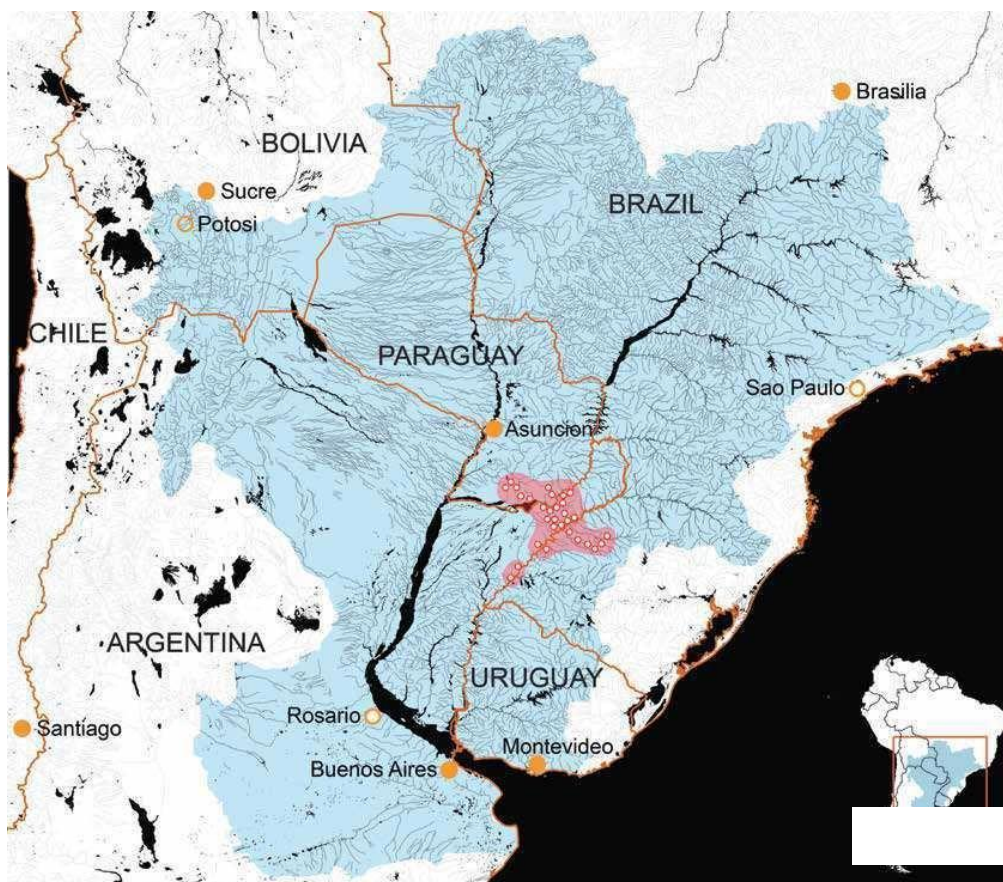 Brasilia
BOLIVIA
Sucre
BRAZIL
Potosi
CHILE
PARAGUAY
Sao Paulo
Asuncion
ARGENTINA
URUGUAY
Rosario
Santiago
Montevideo
Buenos Aires